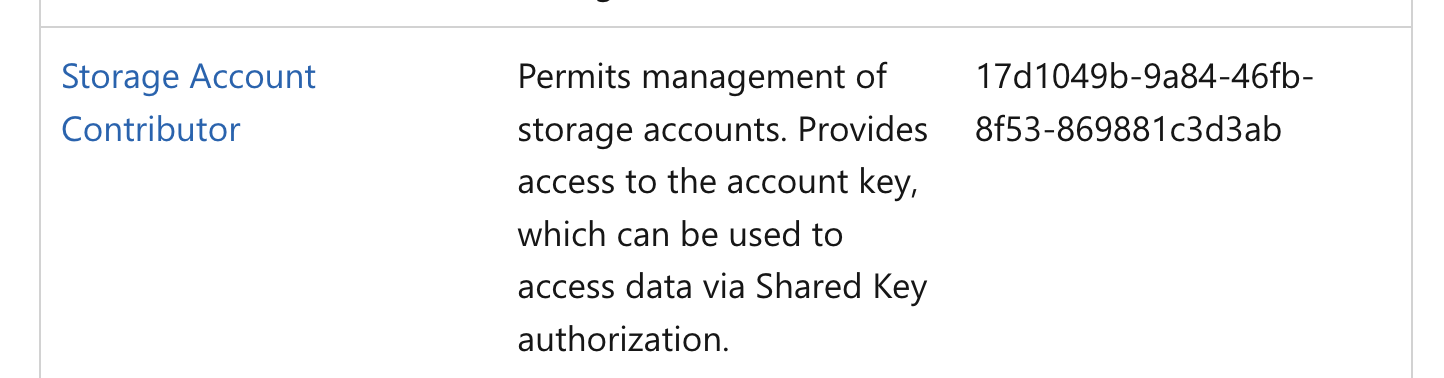 Storage Account
Contributor
Permits management of
storage accounts. Provides
access to the account key,
which can be used to
access data via Shared Key
authorization.
17d1049b-9a84-46fb-
8f53-869881c3d3ab